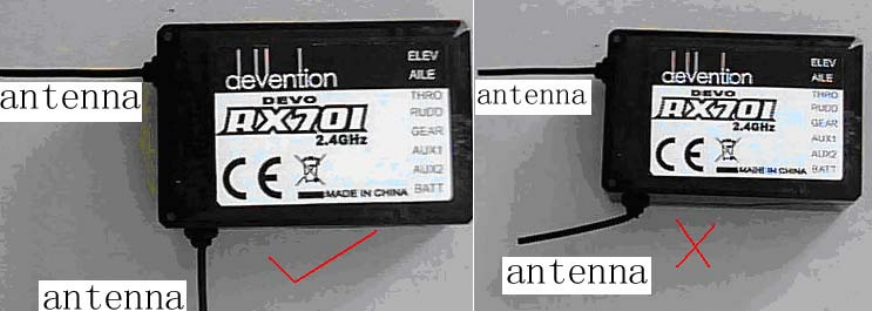 deVention
DEVO
RX701
2.4GHz
CE
MADE IN CHINA
ELEV
AILE
THRO
RUDD
GEAR
AUX1
AUX2
BATT
antenna
antenna
deVention
DEVO
RX701
2.4GHz
CE
MADE IN CHINA
ELEV
AILE
THRO
RUDD
GEAR
AUX1
AUX2
BATT
antenna
antenna